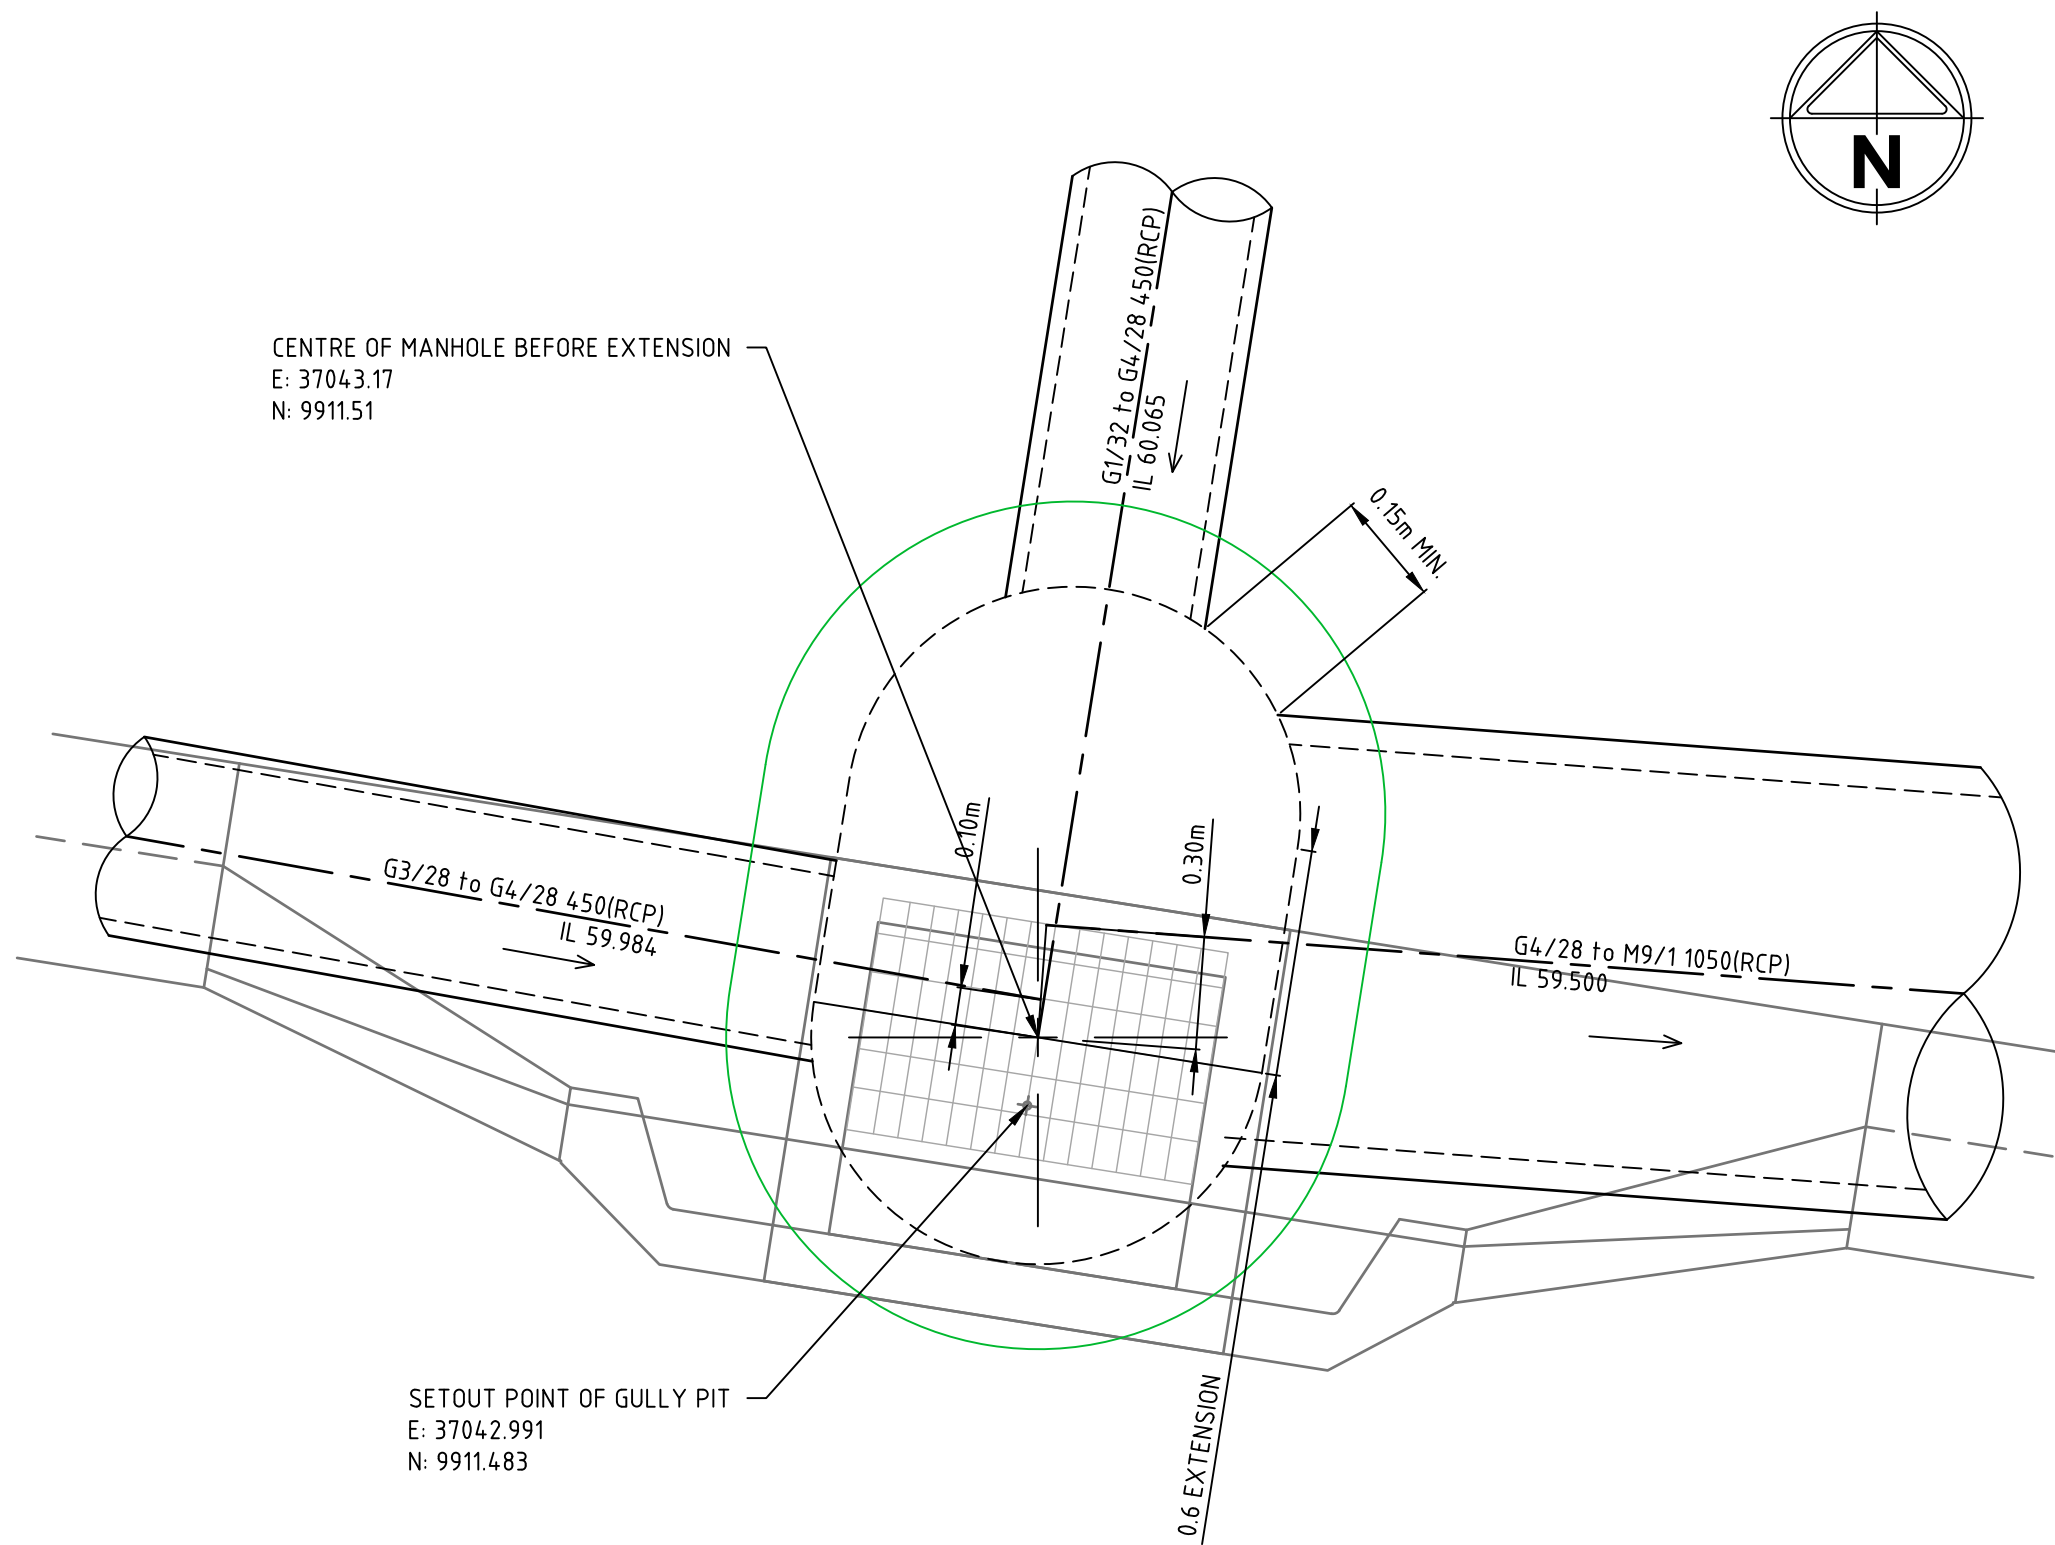 N
G1/32 to G4/28 450(RCP)
IL 60.065
CENTRE OF MANHOLE BEFORE EXTENSION
E: 37043.17
N: 9911.51
0.15m MIN.
0.10m
0.30m
G3/28 to G4/28 450(RCP)
IL 59.984
G4/28 to M9/1 1050(RCP)
IL 59.500
SETOUT POINT OF GULLY PIT
E: 37042.991
N: 9911.483
0.6 EXTENSION